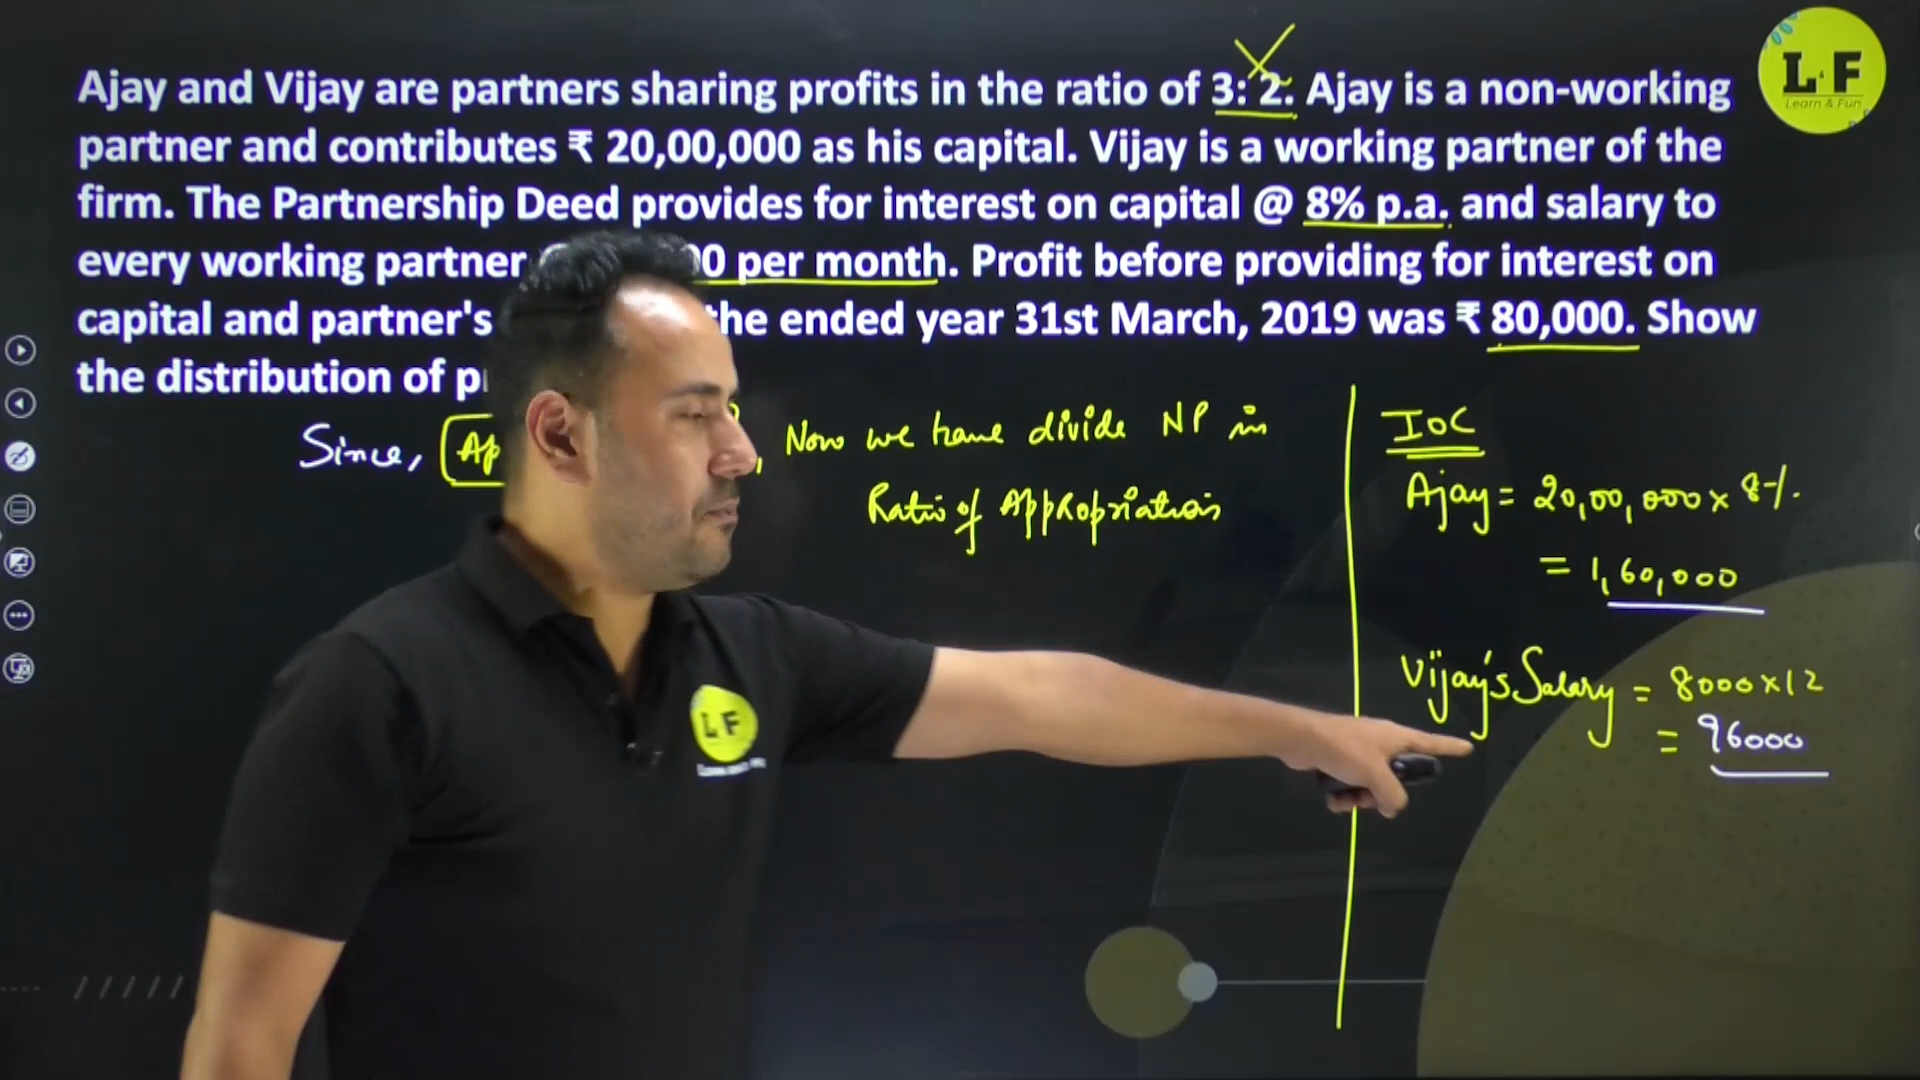 Ajay and Vijay are partners sharing profits in the ratio of 3: 2. Ajay is a non-working
partner and contributes ₹ 20,00,000 as his capital. Vijay is a working partner of the
firm. The Partnership Deed provides for interest on capital @ 8% p.a. and salary to
every working partner 00 per month. Profit before providing for interest on
capital and partner's the ended year 31st March, 2019 was ₹ 80,000. Show
the distribution of
Since, Now we have divide NP in
Ratio of Appropriation
IOC
Ajay = 20,00,000 x 8%.
= 1,60,000
Vijay's Salary = 8000x12
= 96000
L&F
Learn & Fun
LF